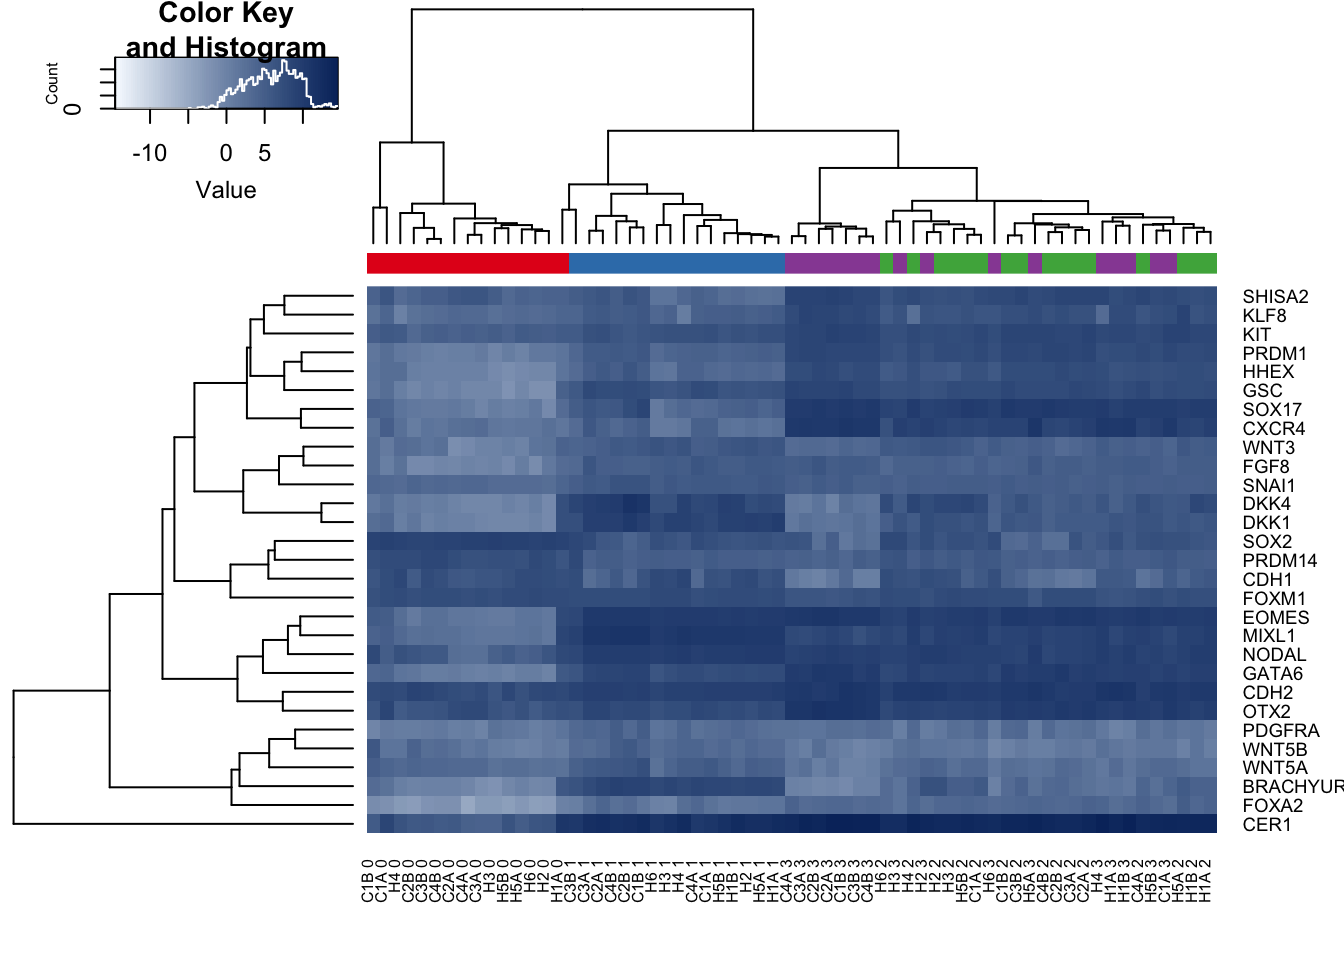 Color Key
and Histogram
Count
0
-10 0 5
Value
SHISA2
KLF8
KIT
PRDM1
HHEX
GSC
SOX17
CXCR4
WNT3
FGF8
SNAI1
DKK4
DKK1
SOX2
PRDM14
CDH1
FOXM1
EOMES
MIXL1
NODAL
GATA6
CDH2
OTX2
PDGFRA
WNT5B
WNT5A
BRACHYUR
FOXA2
CER1
C1B 0
C1A 0
H4 0
C2B 0
C3B 0
C4B 0
C2A 0
C4A 0
C3A 0
H3 0
H5B 0
H5A 0
H6 0
H2 0
H1A 0
C3B 1
C3A 1
C2A 1
C4B 1
C2B 1
C1B 1
H6 1
H3 1
H4 1
C4A 1
C1A 1
H5B 1
H1B 1
H2 1
H5A 1
H1A 1
C4A 3
C3A 3
C2B 3
C2A 3
C1B 3
C3B 3
C4B 3
H6 2
H3 3
H4 2
H2 3
H2 2
H3 2
H5B 2
C1A 2
H6 3
C1B 2
C3B 2
H5A 3
C4B 2
C2B 2
C3A 2
C2A 2
H4 3
H1A 3
H1B 3
C4A 2
H5B 3
C1A 3
H5A 2
H1B 2
H1A 2